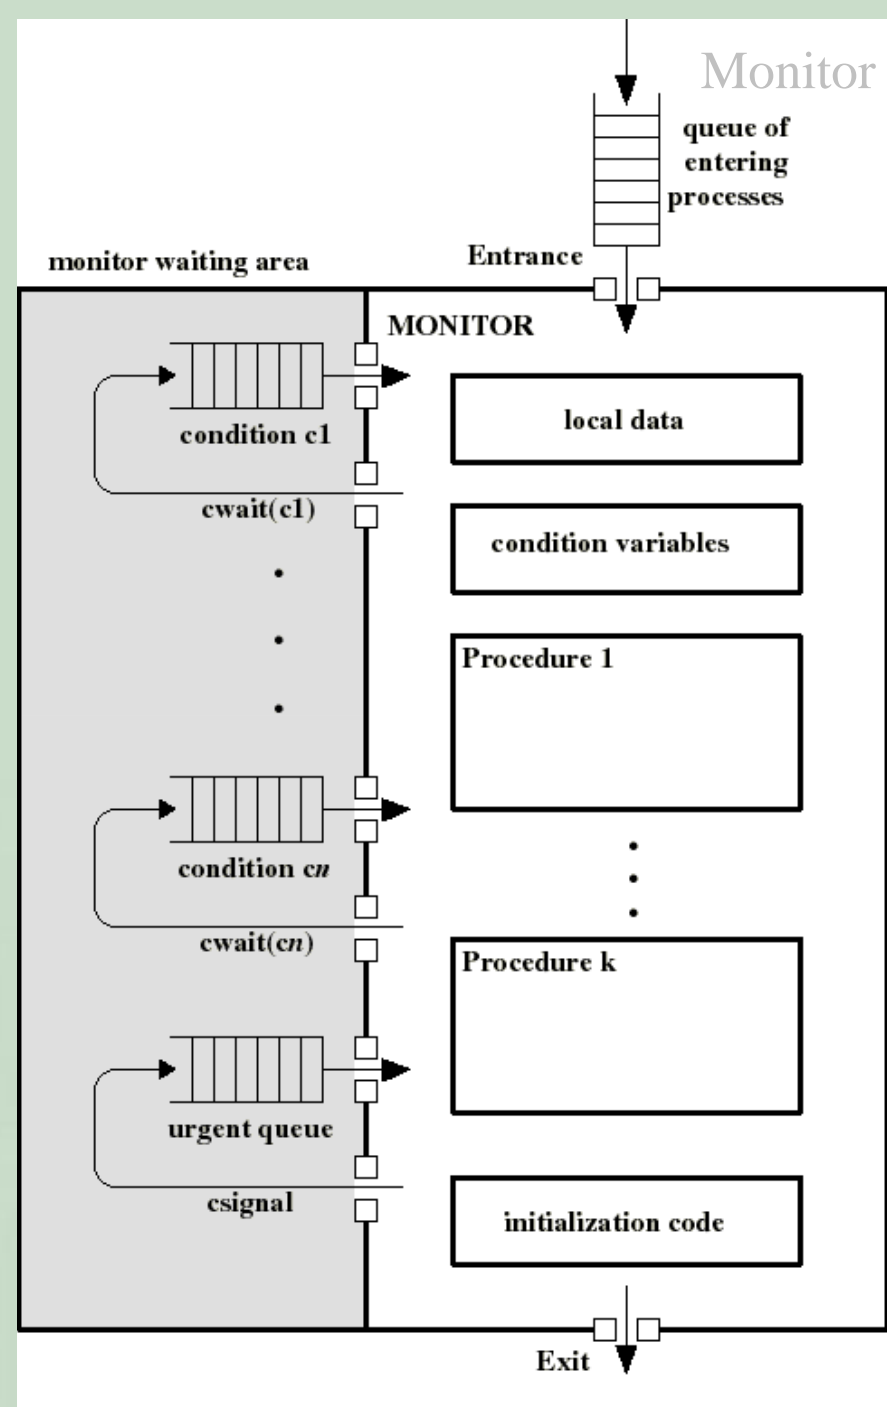 Monitor
queue of
entering
processes
Entrance
monitor waiting area
MONITOR
condition c1
cwait(c1)
local data
condition variables
Procedure 1
condition cn
cwait(cn)
Procedure k
urgent queue
csignal
initialization code
Exit